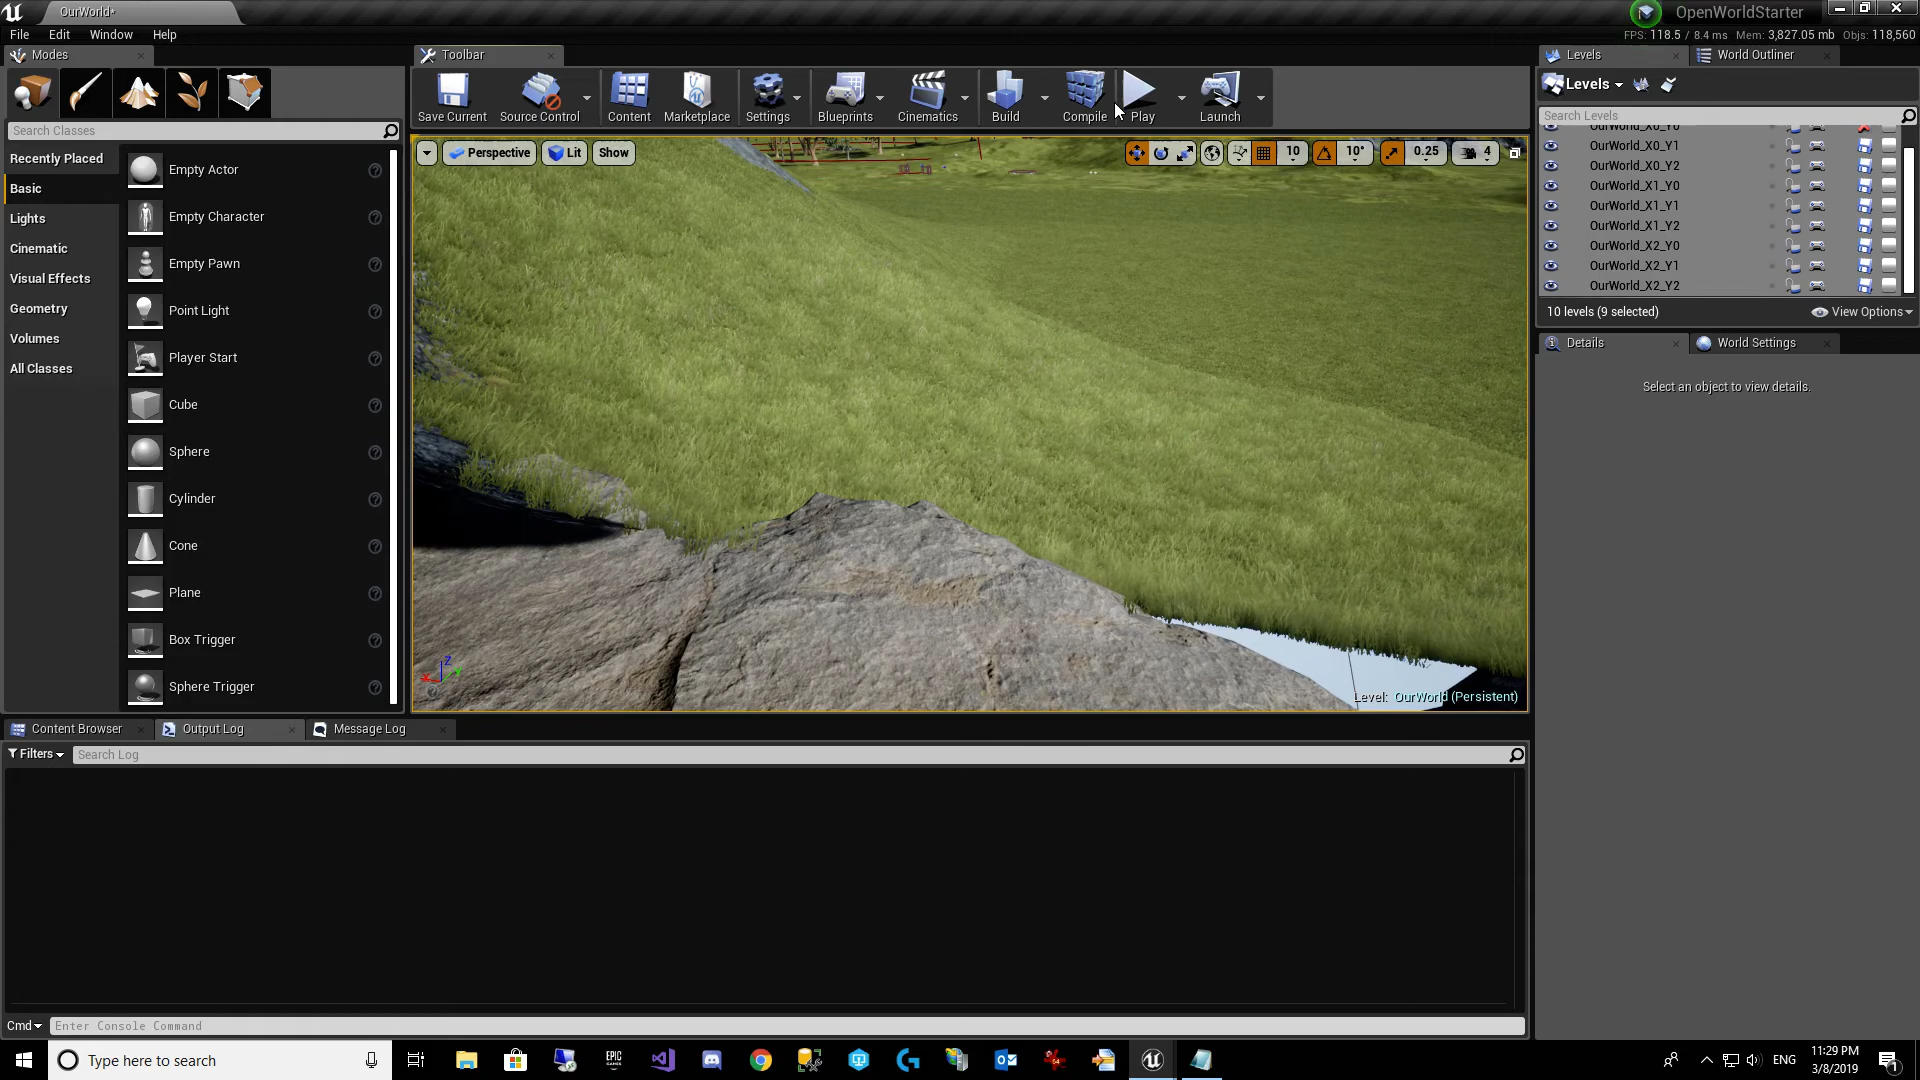 OurWorld*
OpenWorldStarter
File Edit Window Help
FPS: 118.5 / 8.4 ms Mem: 3,827.05 mb Objs: 118,560
Modes
Toolbar
Levels
World Outliner
Save Current
Source Control
Content
Marketplace
Settings
Blueprints
Cinematics
Build
Compile
Play
Launch
Levels
Search Classes
Search Levels
Recently Placed
Basic
Lights
Cinematic
Visual Effects
Geometry
Volumes
All Classes
Empty Actor
Empty Character
Empty Pawn
Point Light
Player Start
Cube
Sphere
Cylinder
Cone
Plane
Box Trigger
Sphere Trigger
Perspective
Lit
Show
10
10°
0.25
4
X
Z
Y
Level: OurWorld (Persistent)
OurWorld_X0_Y0
OurWorld_X0_Y1
OurWorld_X0_Y2
OurWorld_X1_Y0
OurWorld_X1_Y1
OurWorld_X1_Y2
OurWorld_X2_Y0
OurWorld_X2_Y1
OurWorld_X2_Y2
10 levels (9 selected)
View Options
Details
World Settings
Select an object to view details.
Content Browser
Output Log
Message Log
Filters
Search Log
Cmd
Enter Console Command
Type here to search
EPIC
GAMES
64
ENG
11:29 PM
3/8/2019
1